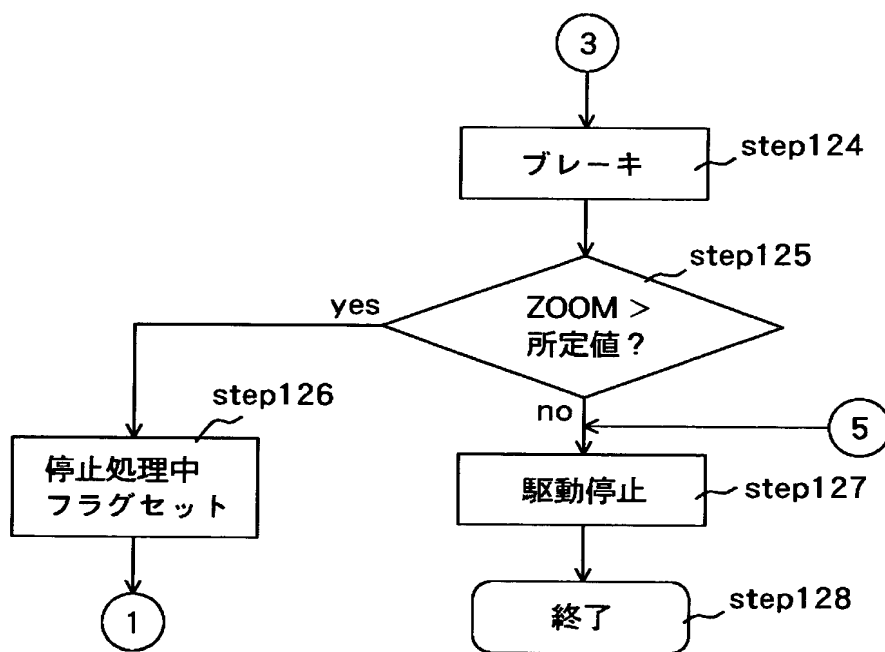 3
ブレーキ
step124
step125
ZOOM >
所定値？
yes
no
step126
停止処理中
フラグセット
5
駆動停止
step127
1
終了
step128